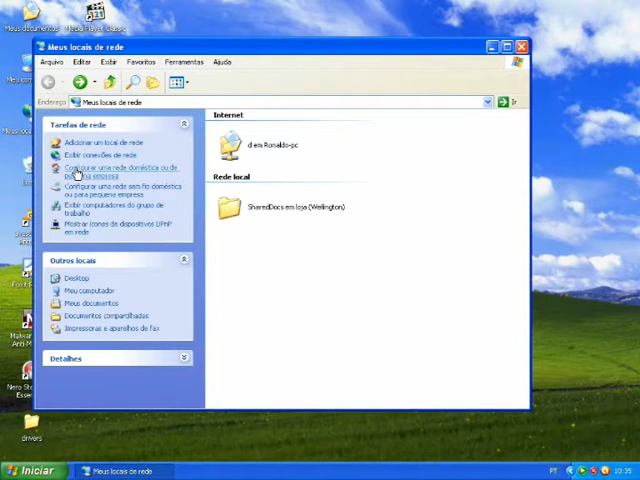 Meus documentos
Media Player Classic
Meus locais de rede
Arquivo Editar Exibir Favoritos Ferramentas Ajuda
Endereço Meus locais de rede Ir
Tarefas de rede
Adicionar um local de rede
Exibir conexões de rede
Configurar uma rede doméstica ou de
pequena empresa
Configurar uma rede sem fio doméstica
ou para pequena empresa
Exibir computadores do grupo de
trabalho
Mostrar ícones de dispositivos UPnP
em rede
Outros locais
Desktop
Meu computador
Meus documentos
Documentos compartilhados
Impressoras e aparelhos de fax
Detalhes
Internet
d em Ronaldo-pc
Rede local
SharedDocs em loja (Wellington)
Nero Sta
Essen
drivers
Iniciar
Meus locais de rede
PT
10:35